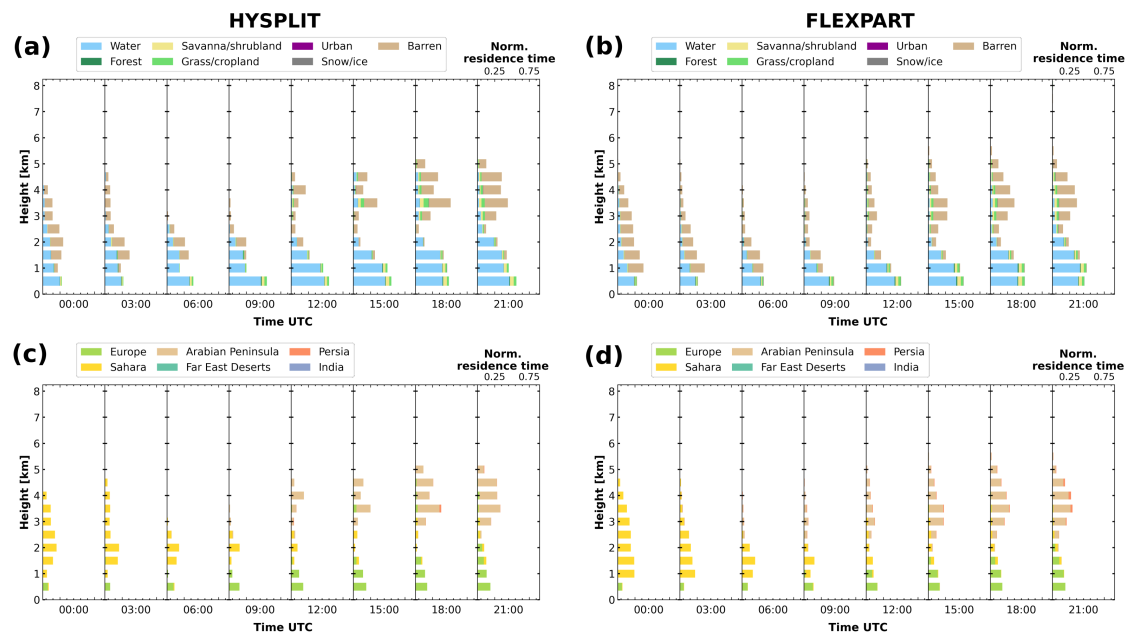 HYSPLIT
FLEXPART
(a)
Water Savanna/shrubland Urban Barren
Forest Grass/cropland Snow/ice
Norm.
residence time
0.25 0.75
Height [km]
8
7
6
5
4
3
2
1
0
00:00 03:00 06:00 09:00 12:00 15:00 18:00 21:00
Time UTC
(b)
Water Savanna/shrubland Urban Barren
Forest Grass/cropland Snow/ice
Norm.
residence time
0.25 0.75
Height [km]
8
7
6
5
4
3
2
1
0
00:00 03:00 06:00 09:00 12:00 15:00 18:00 21:00
Time UTC
(c)
Europe Arabian Peninsula Persia
Sahara Far East Deserts India
Norm.
residence time
0.25 0.75
Height [km]
8
7
6
5
4
3
2
1
0
00:00 03:00 06:00 09:00 12:00 15:00 18:00 21:00
Time UTC
(d)
Europe Arabian Peninsula Persia
Sahara Far East Deserts India
Norm.
residence time
0.25 0.75
Height [km]
8
7
6
5
4
3
2
1
0
00:00 03:00 06:00 09:00 12:00 15:00 18:00 21:00
Time UTC